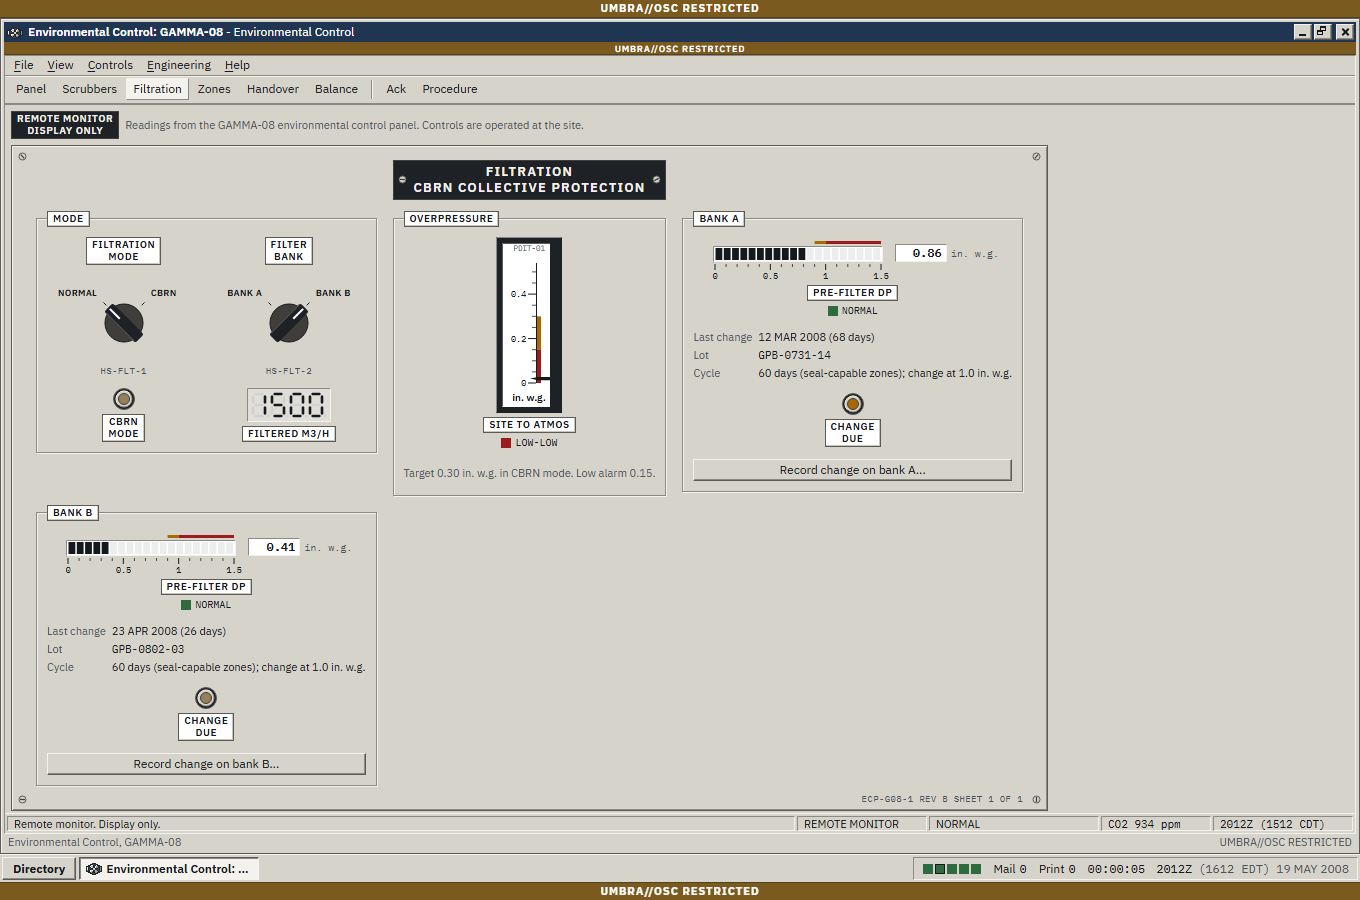 UMBRA//OSC RESTRICTED
Environmental Control: GAMMA-08 - Environmental Control
UMBRA//OSC RESTRICTED
File View Controls Engineering Help
Panel Scrubbers Filtration Zones Handover Balance Ack Procedure
REMOTE MONITOR
DISPLAY ONLY
Readings from the GAMMA-08 environmental control panel. Controls are operated at the site.
FILTRATION
CBRN COLLECTIVE PROTECTION
MODE
FILTRATION
MODE
FILTER
BANK
NORMAL CBRN
BANK A BANK B
HS-FLT-1
HS-FLT-2
CBRN
MODE
1500
FILTERED M3/H
OVERPRESSURE
PDIT-01
0.4
0.2
0
in. w.g.
SITE TO ATMOS
LOW-LOW
Target 0.30 in. w.g. in CBRN mode. Low alarm 0.15.
BANK A
0.86 in. w.g.
0 0.5 1 1.5
PRE-FILTER DP
NORMAL
Last change 12 MAR 2008 (68 days)
Lot GPB-0731-14
Cycle 60 days (seal-capable zones); change at 1.0 in. w.g.
CHANGE
DUE
Record change on bank A...
BANK B
0.41 in. w.g.
0 0.5 1 1.5
PRE-FILTER DP
NORMAL
Last change 23 APR 2008 (26 days)
Lot GPB-0802-03
Cycle 60 days (seal-capable zones); change at 1.0 in. w.g.
CHANGE
DUE
Record change on bank B...
ECP-G08-1 REV B SHEET 1 OF 1
Remote monitor. Display only. REMOTE MONITOR NORMAL CO2 934 ppm 2012Z (1512 CDT)
Environmental Control, GAMMA-08 UMBRA//OSC RESTRICTED
Directory Environmental Control: ... Mail 0 Print 0 00:00:05 2012Z (1612 EDT) 19 MAY 2008
UMBRA//OSC RESTRICTED